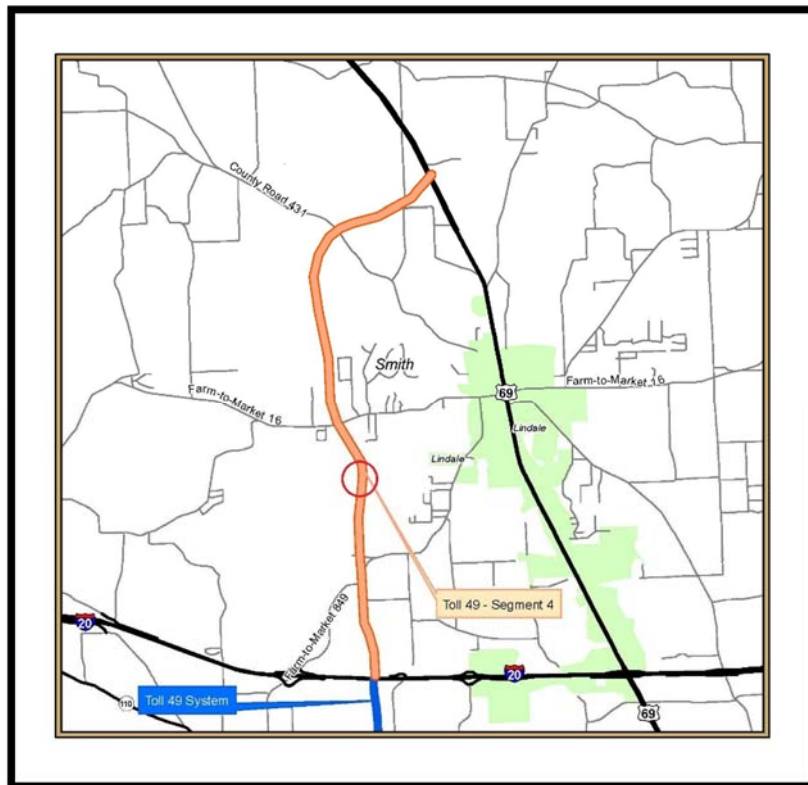 County Road 431
Smith
Farm-to-Market 16
69
Farm-to-Market 16
Lindale
Lindale
Toll 49 - Segment 4
Farm-to-Market 849
20
20
110
Toll 49 System
69